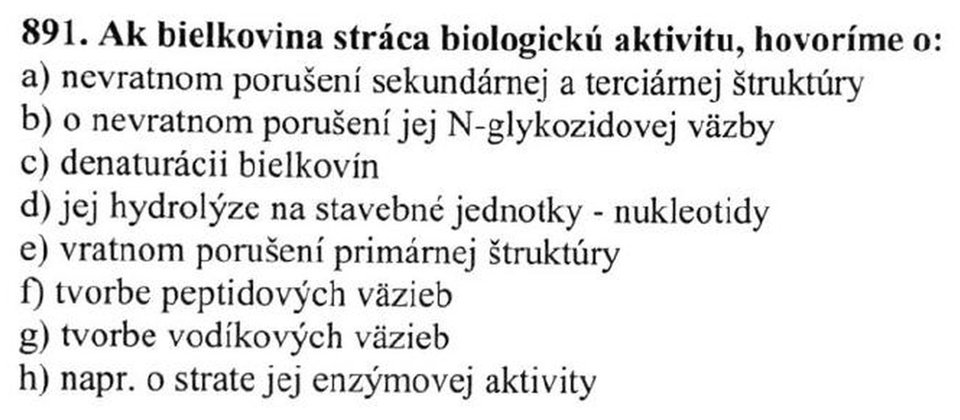 891. Ak bielkovina stráca biologickú aktivitu, hovoríme o:
a) nevratnom porušení sekundárnej a terciárnej štruktúry
b) o nevratnom porušení jej N-glykozidovej väzby
c) denaturácii bielkovín
d) jej hydrolýze na stavebné jednotky - nukleotidy
e) vratnom porušení primárnej štruktúry
f) tvorbe peptidových väzieb
g) tvorbe vodíkových väzieb
h) napr. o strate jej enzýmovej aktivity